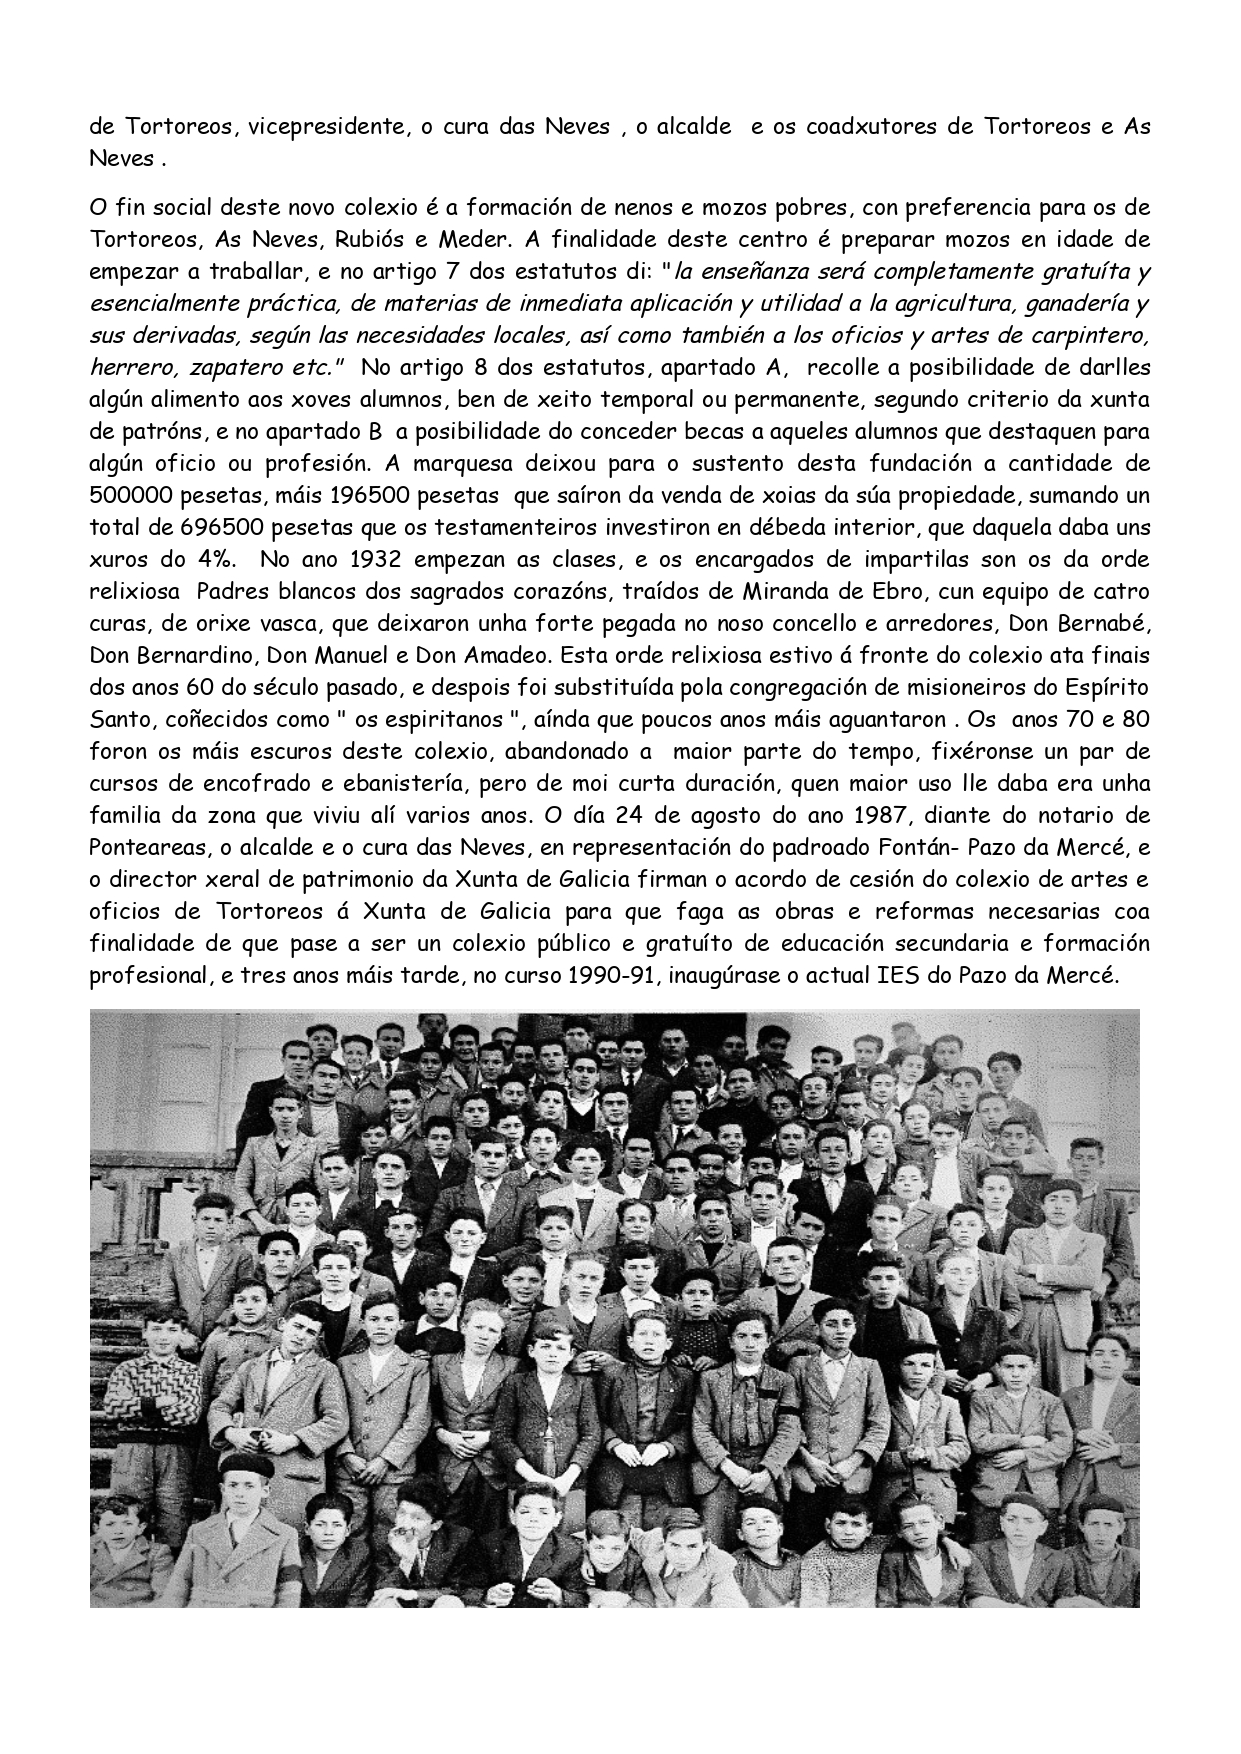 de Tortoreos, vicepresidente, o cura das Neves , o alcalde e os coadxutores de Tortoreos e As
Neves .
O fin social deste novo colexio é a formación de nenos e mozos pobres, con preferencia para os de
Tortoreos, As Neves, Rubiós e Meder. A finalidade deste centro é preparar mozos en idade de
empezar a traballar, e no artigo 7 dos estatutos di: "la enseñanza será completamente gratuíta y
esencialmente práctica, de materias de inmediata aplicación y utilidad a la agricultura, ganadería y
sus derivadas, según las necesidades locales, así como también a los oficios y artes de carpintero,
herrero, zapatero etc." No artigo 8 dos estatutos, apartado A, recolle a posibilidade de darlles
algún alimento aos xoves alumnos, ben de xeito temporal ou permanente, segundo criterio da xunta
de patróns, e no apartado B a posibilidade do conceder becas a aqueles alumnos que destaquen para
algún oficio ou profesión. A marquesa deixou para o sustento desta fundación a cantidade de
500000 pesetas, máis 196500 pesetas que saíron da venda de xoias da súa propiedade, sumando un
total de 696500 pesetas que os testamenteiros investiron en débeda interior, que daquela daba uns
xuros do 4%. No ano 1932 empezan as clases, e os encargados de impartilas son os da orde
relixiosa Padres blancos dos sagrados corazóns, traídos de Miranda de Ebro, cun equipo de catro
curas, de orixe vasca, que deixaron unha forte pegada no noso concello e arredores, Don Bernabé,
Don Bernardino, Don Manuel e Don Amadeo. Esta orde relixiosa estivo á fronte do colexio ata finais
dos anos 60 do século pasado, e despois foi substituída pola congregación de misioneiros do Espírito
Santo, coñecidos como " os espiritanos ", aínda que poucos anos máis aguantaron . Os anos 70 e 80
foron os máis escuros deste colexio, abandonado a maior parte do tempo, fixéronse un par de
cursos de encofrado e ebanistería, pero de moi curta duración, quen maior uso lle daba era unha
familia da zona que viviu alí varios anos. O día 24 de agosto do ano 1987, diante do notario de
Ponteareas, o alcalde e o cura das Neves, en representación do padroado Fontán- Pazo da Mercé, e
o director xeral de patrimonio da Xunta de Galicia firman o acordo de cesión do colexio de artes e
oficios de Tortoreos á Xunta de Galicia para que faga as obras e reformas necesarias coa
finalidade de que pase a ser un colexio público e gratuíto de educación secundaria e formación
profesional, e tres anos máis tarde, no curso 1990-91, inaugúrase o actual IES do Pazo da Mercé.